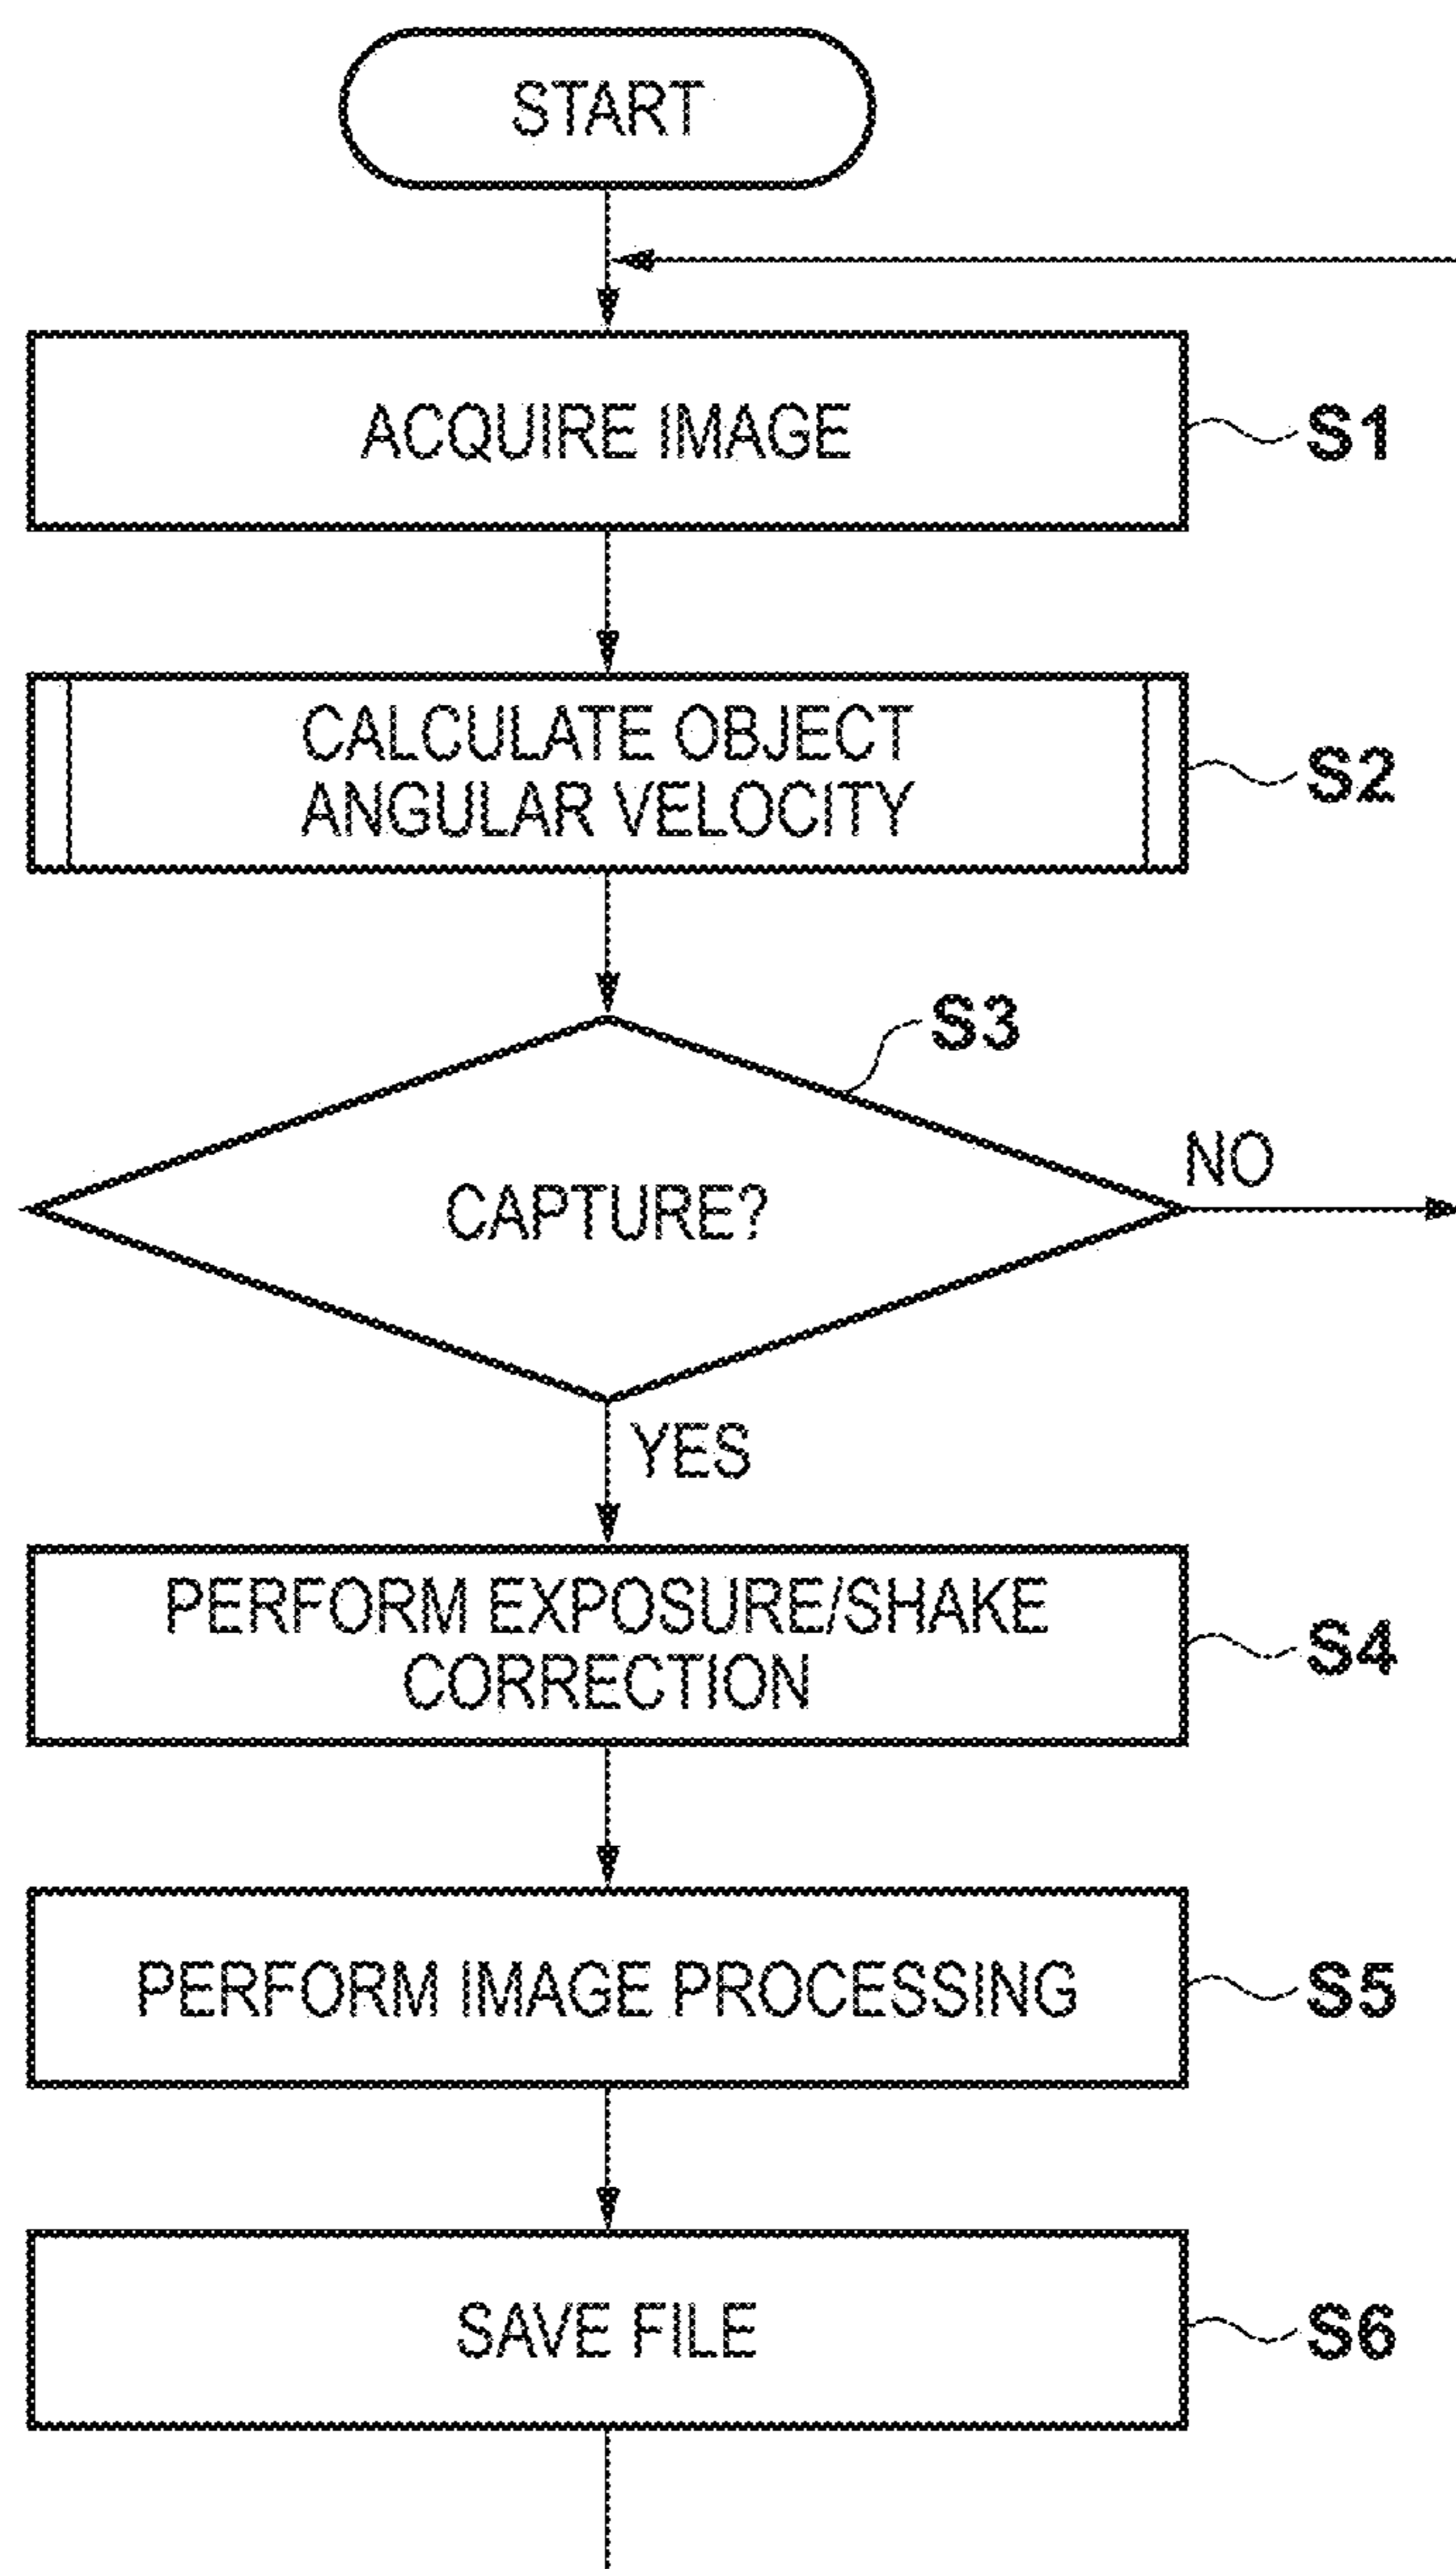 START
ACQUIRE IMAGE
S1
CALCULATE OBJECT
ANGULAR VELOCITY
S2
S3
CAPTURE?
NO
YES
PERFORM EXPOSURE/SHAKE
CORRECTION
S4
PERFORM IMAGE PROCESSING
S5
SAVE FILE
S6